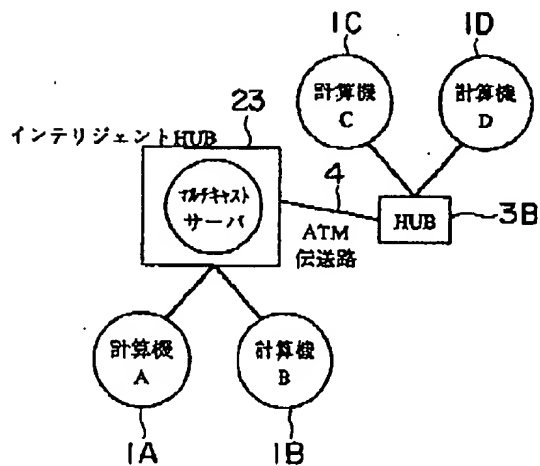 1C
1D
計算機
C
計算機
D
23
インテリジェントHUB
マルチキャスト
サーバ
4
ATM
伝送路
HUB
3B
計算機
A
計算機
B
1A
1B